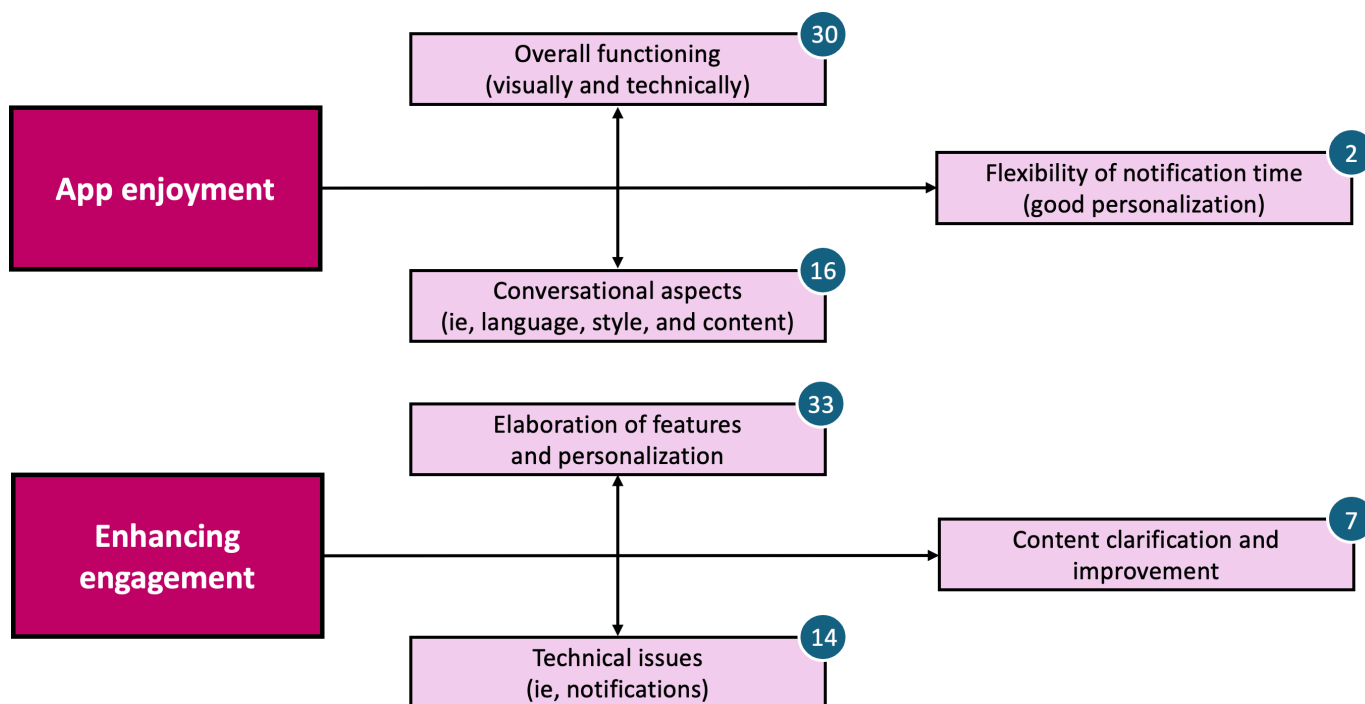 30
Overall functioning
(visually and technically)
App enjoyment
2
Flexibility of notification time
(good personalization)
16
Conversational aspects
(ie, language, style, and content)
33
Elaboration of features
and personalization
Enhancing
engagement
7
Content clarification and
improvement
14
Technical issues
(ie, notifications)